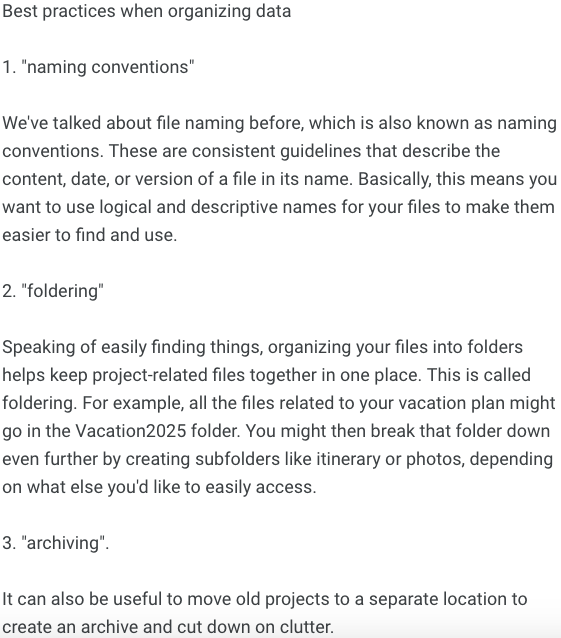 Best practices when organizing data
1. "naming conventions"
We've talked about file naming before, which is also known as naming
conventions. These are consistent guidelines that describe the
content, date, or version of a file in its name. Basically, this means you
want to use logical and descriptive names for your files to make them
easier to find and use.
2. "foldering"
Speaking of easily finding things, organizing your files into folders
helps keep project-related files together in one place. This is called
foldering. For example, all the files related to your vacation plan might
go in the Vacation2025 folder. You might then break that folder down
even further by creating subfolders like itinerary or photos, depending
on what else you'd like to easily access.
3. "archiving".
It can also be useful to move old projects to a separate location to
create an archive and cut down on clutter.